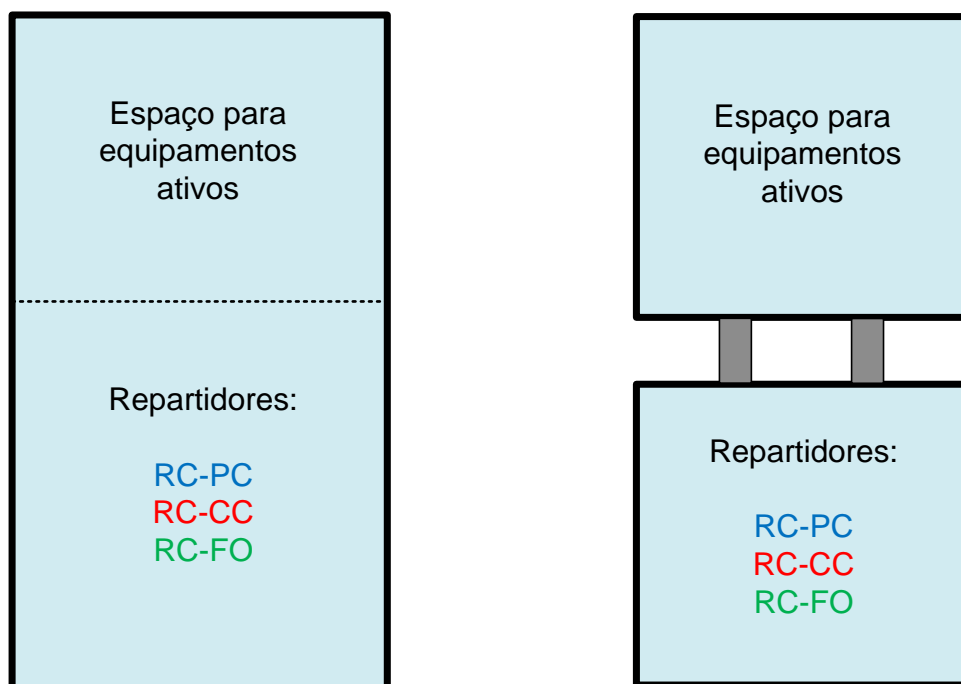 Espaço para
equipamentos
ativos
Repartidores:
RC-PC
RC-CC
RC-FO
Espaço para
equipamentos
ativos
Repartidores:
RC-PC
RC-CC
RC-FO